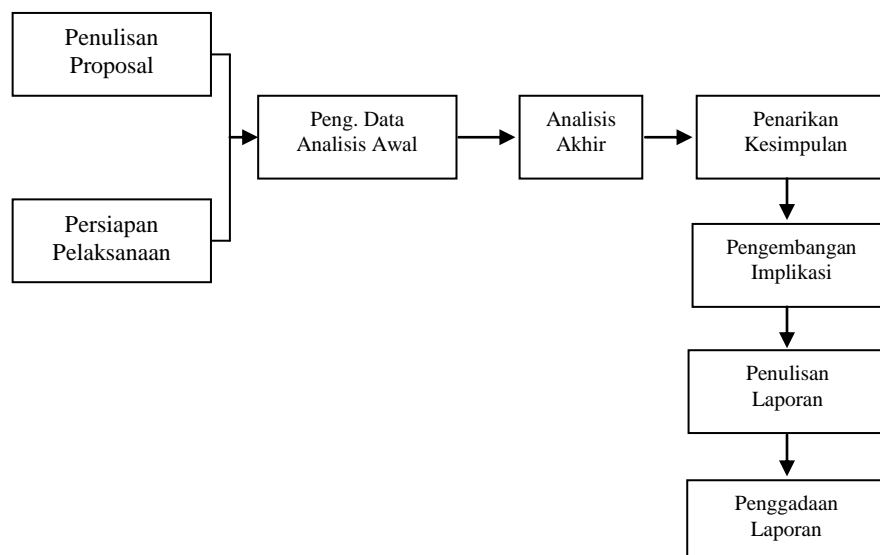 Penulisan
Proposal
Persiapan
Pelaksanaan
Peng. Data
Analisis Awal
Analisis
Akhir
Penarikan
Kesimpulan
Pengembangan
Implikasi
Penulisan
Laporan
Penggadaan
Laporan